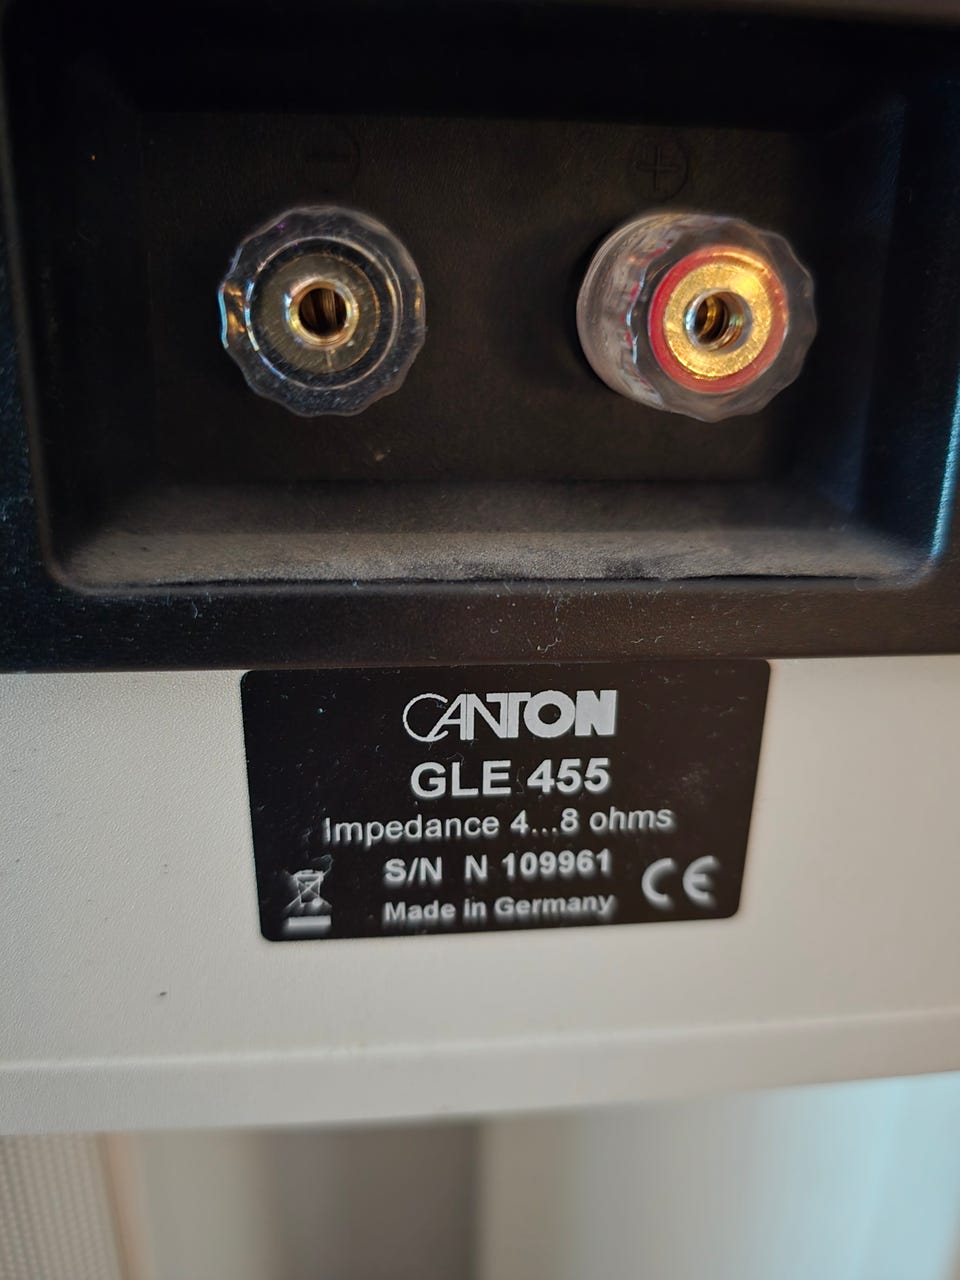 − +
CANTON
GLE 455
Impedance 4...8 ohms
S/N N 109961
Made in Germany
CE